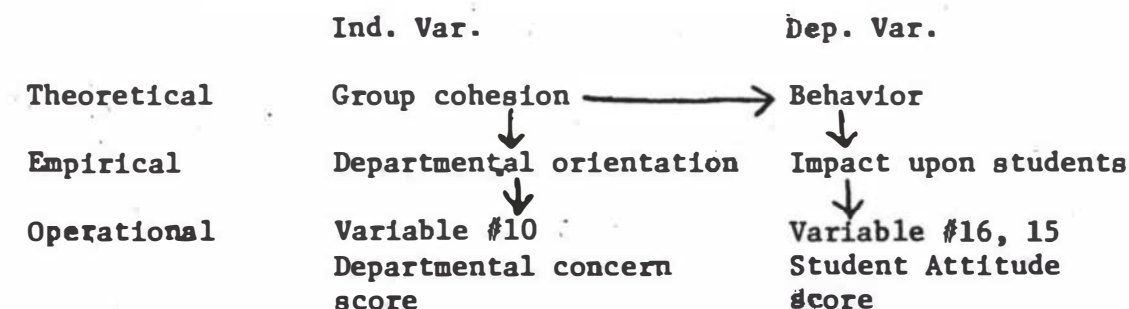 Ind. Var. Dep. Var.
Theoretical Group cohesion Behavior
Empirical Departmental orientation Impact upon students
Operational Variable #10 Variable #16, 15
Departmental concern Student Attitude
score score